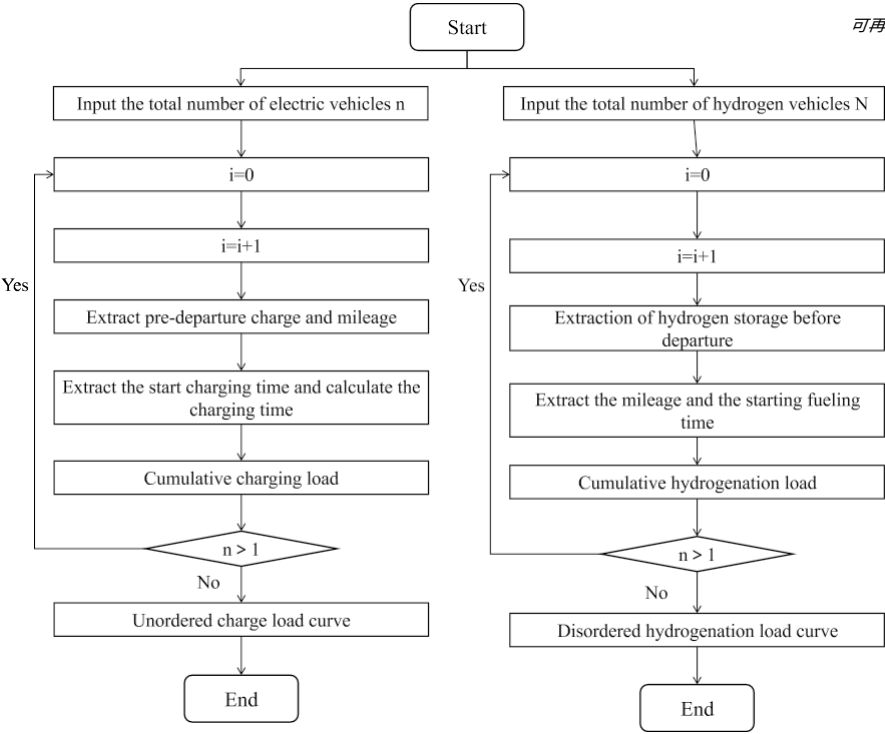 Start
可再
Input the total number of electric vehicles n
i=0
i=i+1
Yes
Extract pre-departure charge and mileage
Extract the start charging time and calculate the
charging time
Cumulative charging load
n > 1
No
Unordered charge load curve
End
Input the total number of hydrogen vehicles N
i=0
i=i+1
Yes
Extraction of hydrogen storage before
departure
Extract the mileage and the starting fueling
time
Cumulative hydrogenation load
n > 1
No
Disordered hydrogenation load curve
End